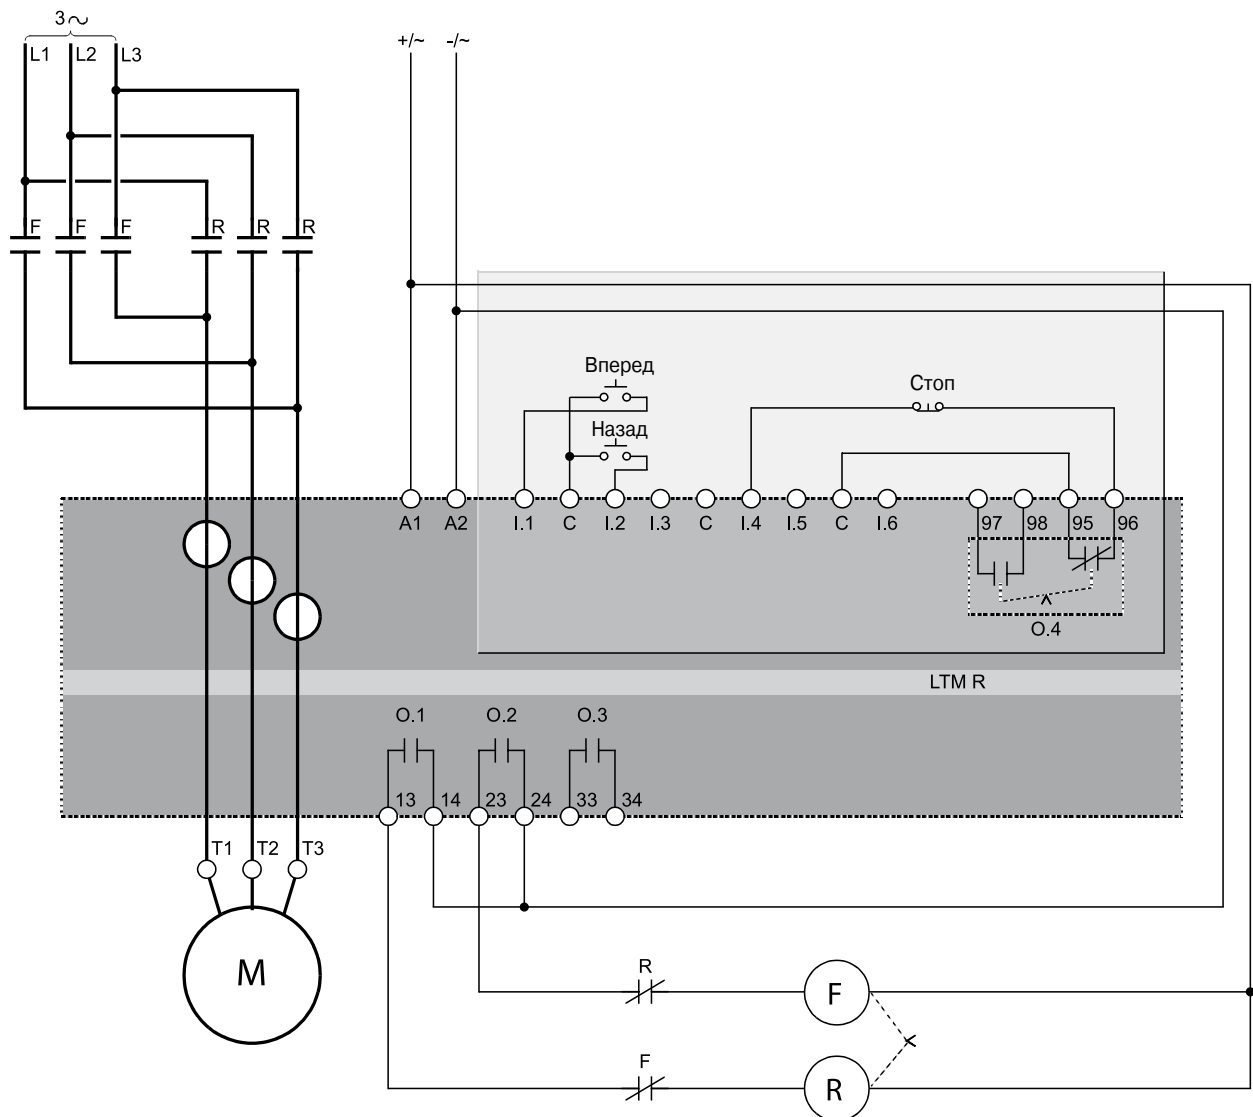 3~
L1 L2 L3
+/~ -/~
F F F R R R
Вперед
Назад
Стоп
A1 A2 I.1 C I.2 I.3 C I.4 I.5 C I.6 97 98 95 96
O.4
LTM R
O.1 O.2 O.3
13 14 23 24 33 34
T1 T2 T3
M
R
F
F
R